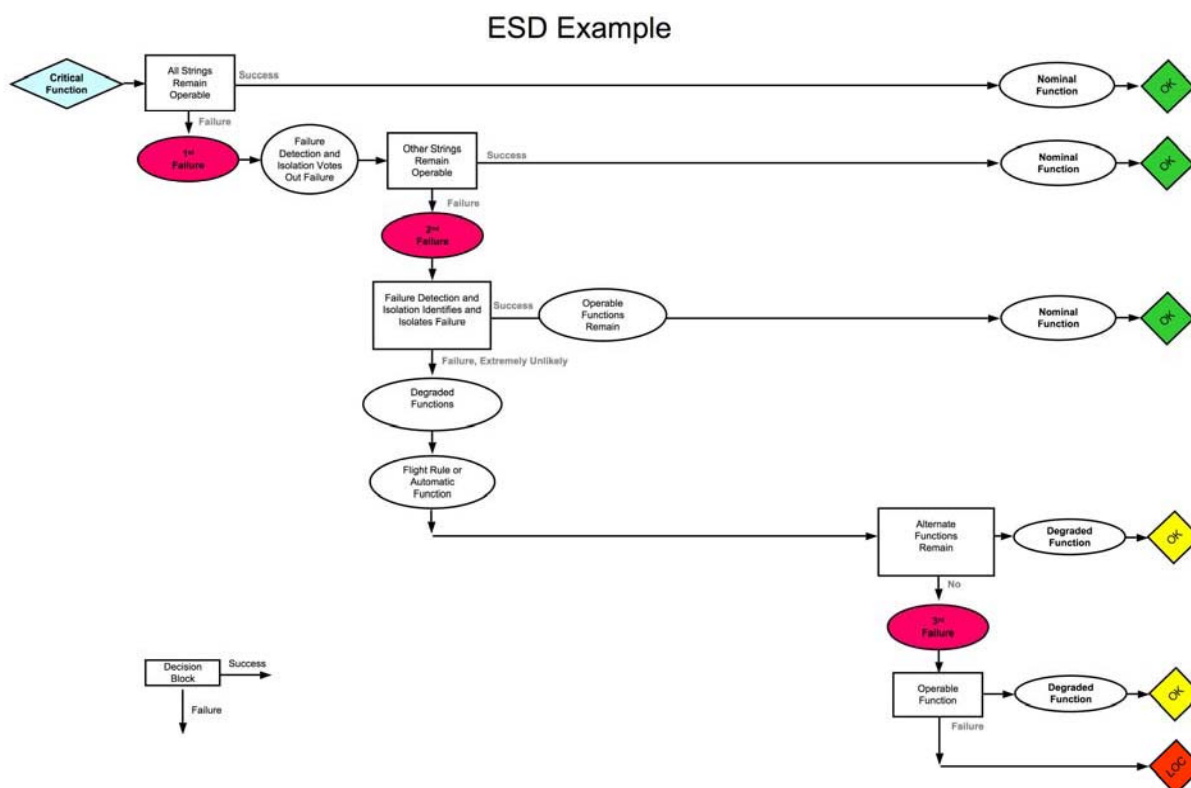 ESD Example
Critical
Function
All Strings
Remain
Operable
Success
Nominal
Function
OK
Failure
1st
Failure
Failure
Detection and
Isolation Votes
Out Failure
Other Strings
Remain
Operable
Success
Nominal
Function
OK
Failure
2nd
Failure
Failure Detection and
Isolation Identifies and
Isolates Failure
Success
Operable
Functions
Remain
Nominal
Function
OK
Failure, Extremely Unlikely
Degraded
Functions
Flight Rule or
Automatic
Function
Alternate
Functions
Remain
Degraded
Function
OK
No
3rd
Failure
Operable
Function
Degraded
Function
OK
Failure
LOC
Decision
Block
Success
Failure